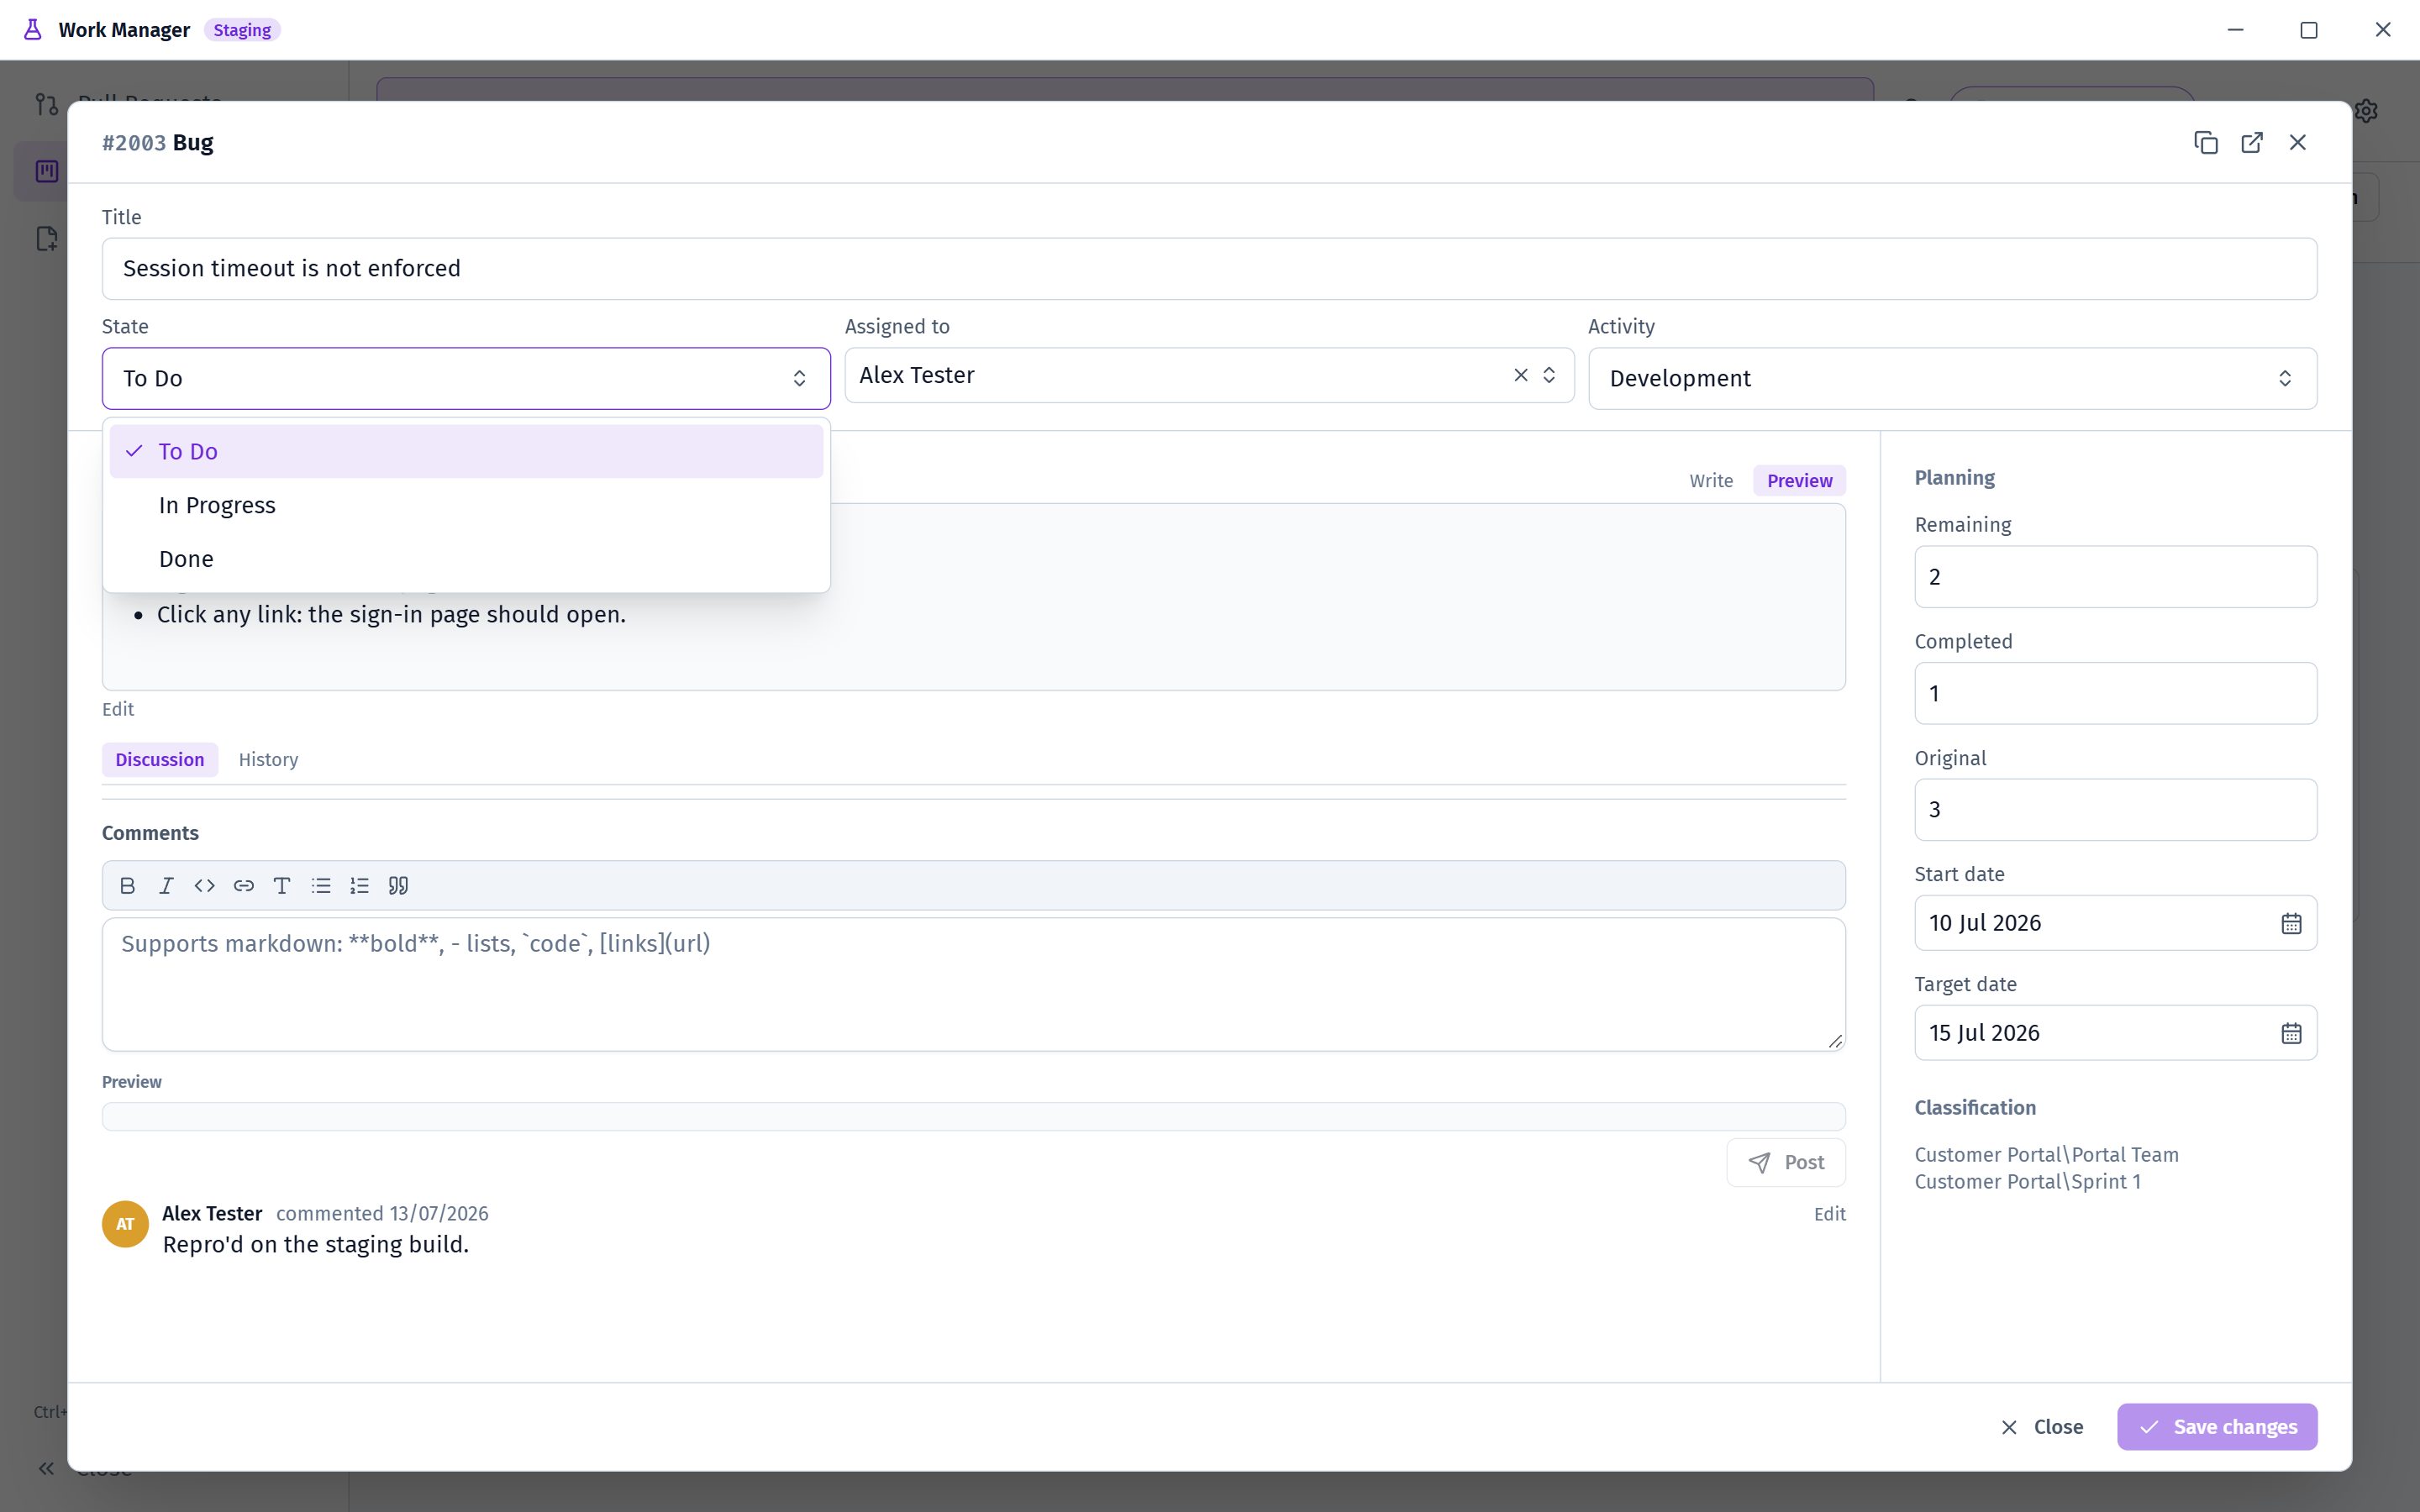 Work Manager Staging
#2003 Bug
Title
Session timeout is not enforced
State
Assigned to
Activity
To Do
Alex Tester
Development
To Do
In Progress
Done
Write Preview
Click any link: the sign-in page should open.
Edit
Discussion History
Comments
Supports markdown: **bold**, - lists, `code`, [links](url)
Preview
Post
AT
Alex Tester commented 13/07/2026
Edit
Repro'd on the staging build.
Planning
Remaining
2
Completed
1
Original
3
Start date
10 Jul 2026
Target date
15 Jul 2026
Classification
Customer Portal\Portal Team
Customer Portal\Sprint 1
Ctrl+
Close
Close
Save changes